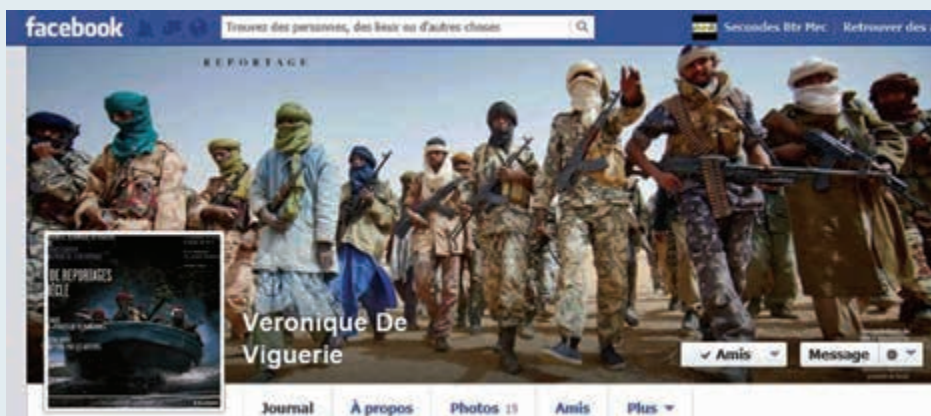 facebook
Trouvez des personnes, des lieux ou d'autres choses
Secondes Btr Mec
Retrouver des
REPORTAGE
DE REPORTAGES
Veronique De
Viguerie
Amis
Message
Journal
À propos
Photos 15
Amis
Plus